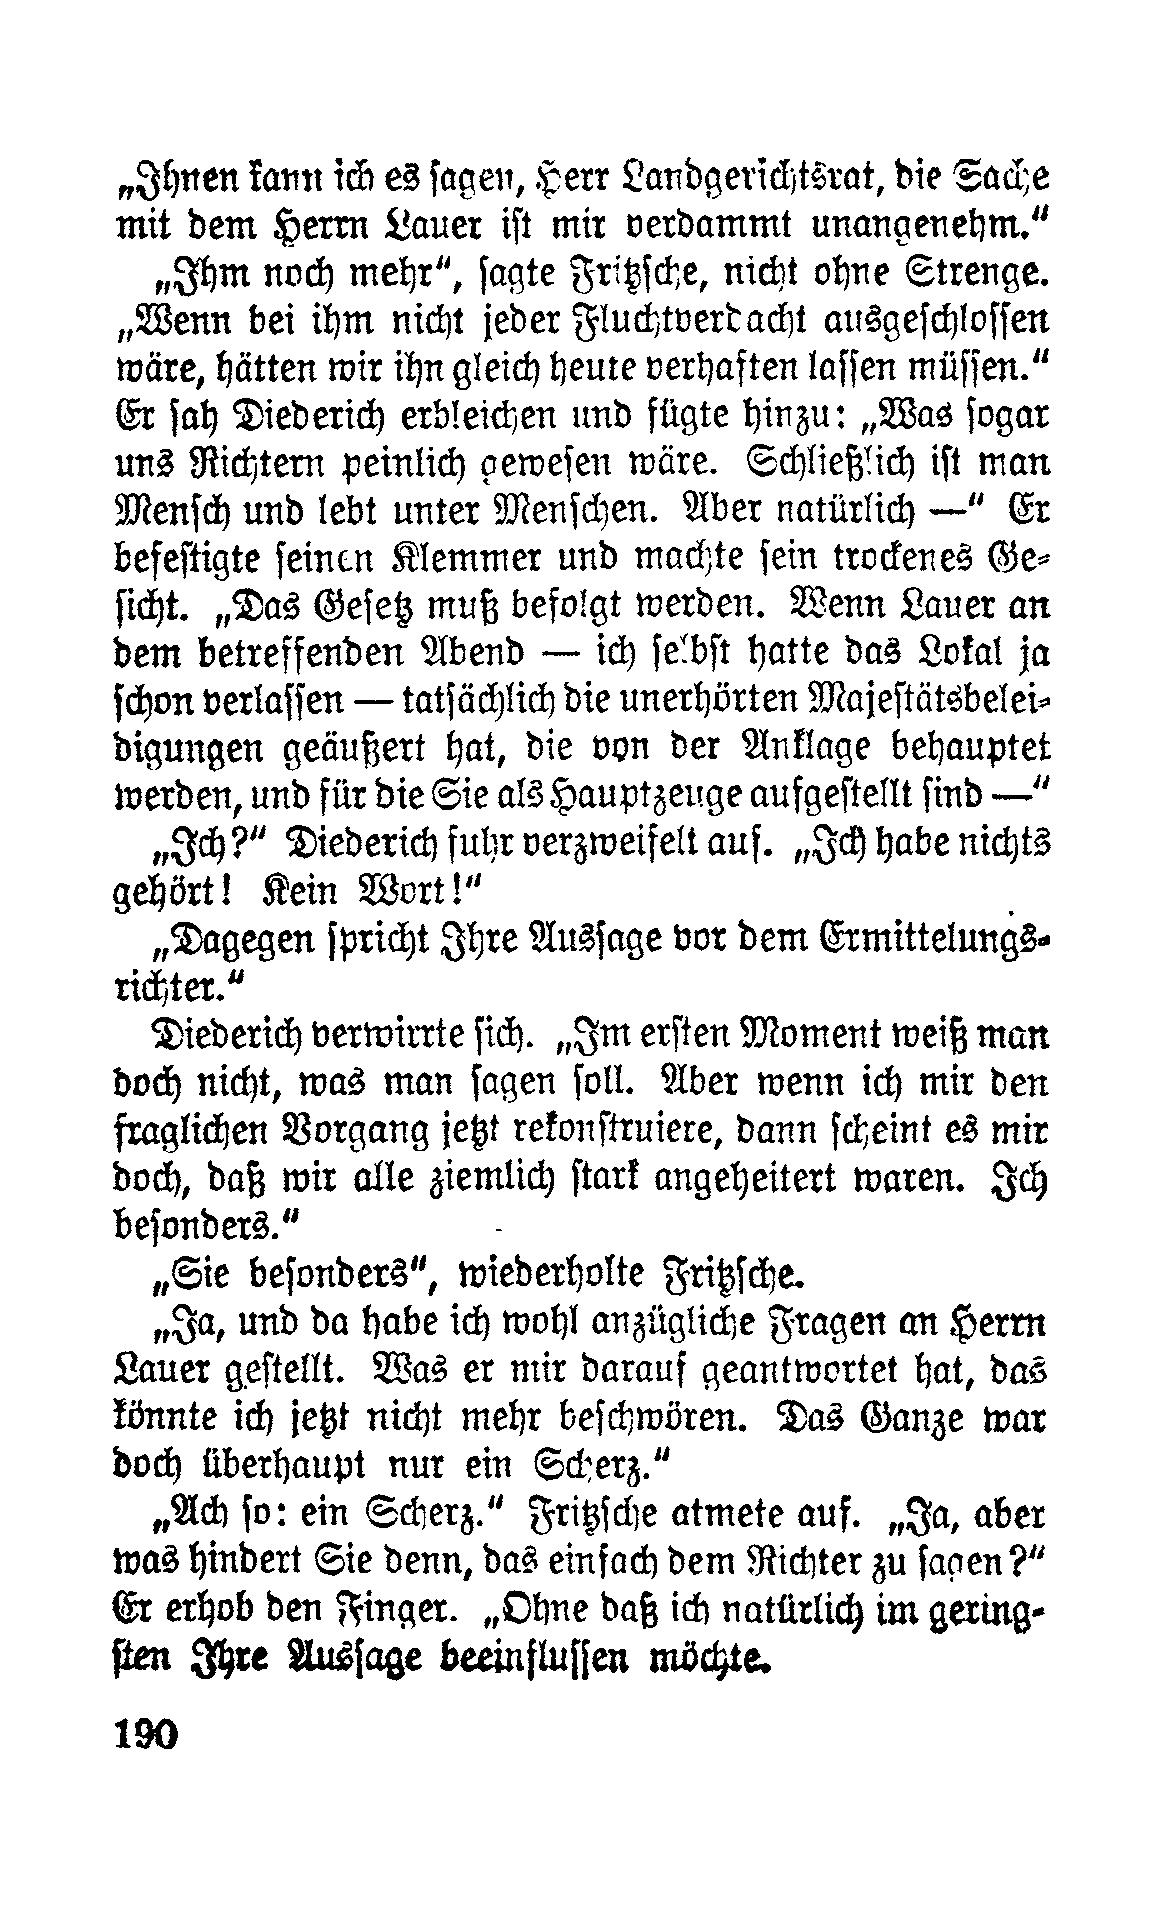 „Ihnen kann ich es sagen, Herr Landgerichtsrat, die Sache
mit dem Herrn Lauer ist mir verdammt unangenehm.“
„Ihm noch mehr“, sagte Fritzsche, nicht ohne Strenge.
„Wenn bei ihm nicht jeder Fluchtverdacht ausgeschlossen
wäre, hätten wir ihn gleich heute verhaften lassen müssen.“
Er sah Diederich erbleichen und fügte hinzu: „Was sogar
uns Richtern peinlich gewesen wäre. Schließlich ist man
Mensch und lebt unter Menschen. Aber natürlich —“ Er
befestigte seinen Klemmer und machte sein trockenes Ge-
sicht. „Das Gesetz muß befolgt werden. Wenn Lauer an
dem betreffenden Abend — ich selbst hatte das Lokal ja
schon verlassen — tatsächlich die unerhörten Majestätsbelei-
digungen geäußert hat, die von der Anklage behauptet
werden, und für die Sie als Hauptzeuge aufgestellt sind —“
„Ich?“ Diederich fuhr verzweifelt auf. „Ich habe nichts
gehört! Kein Wort!“
„Dagegen spricht Ihre Aussage vor dem Ermittelungs-
richter.“
Diederich verwirrte sich. „Im ersten Moment weiß man
doch nicht, was man sagen soll. Aber wenn ich mir den
fraglichen Vorgang jetzt rekonstruiere, dann scheint es mir
doch, daß wir alle ziemlich stark angeheitert waren. Ich
besonders.“
„Sie besonders“, wiederholte Fritzsche.
„Ja, und da habe ich wohl anzügliche Fragen an Herrn
Lauer gestellt. Was er mir darauf geantwortet hat, das
könnte ich jetzt nicht mehr beschwören. Das Ganze war
doch überhaupt nur ein Scherz.“
„Ach so: ein Scherz.“ Fritzsche atmete auf. „Ja, aber
was hindert Sie denn, das einfach dem Richter zu sagen?“
Er erhob den Finger. „Ohne daß ich natürlich im gering-
sten Ihre Aussage beeinflussen möchte.
190